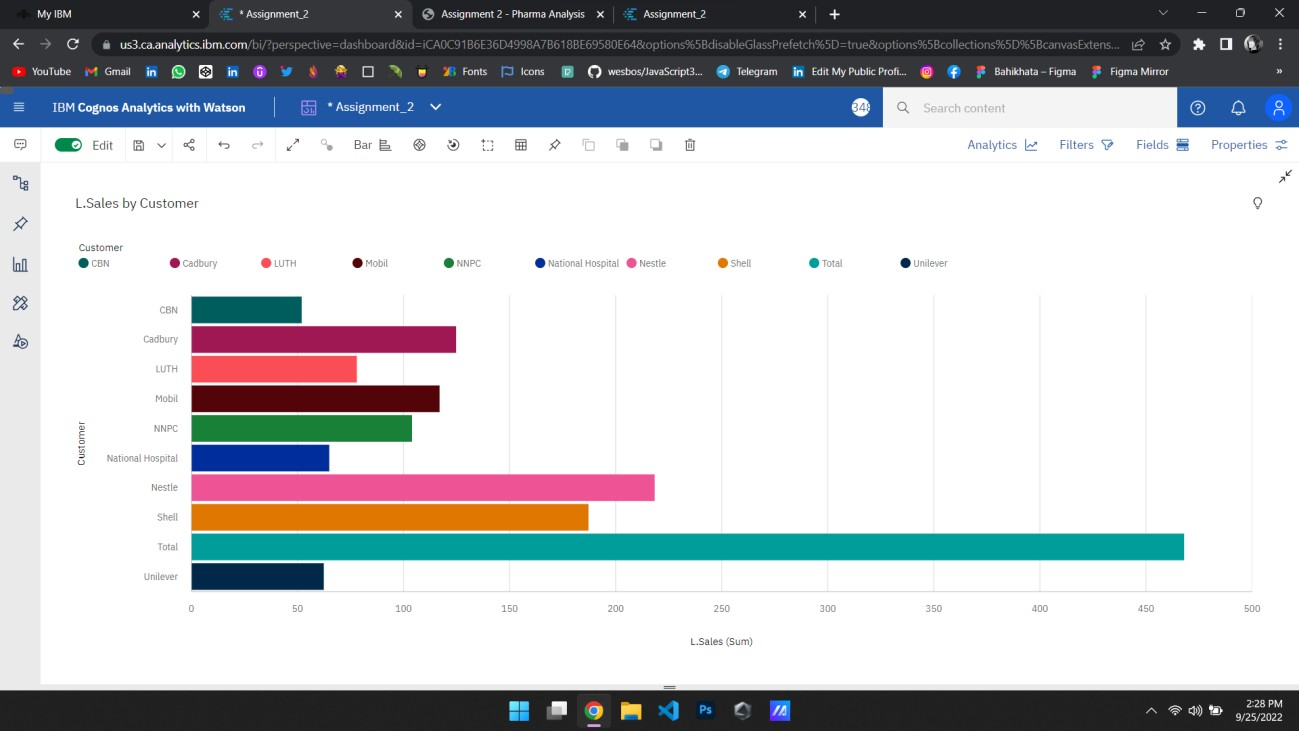 My IBM
* Assignment_2
Assignment 2 - Pharma Analysis
Assignment_2
us3.ca.analytics.ibm.com/bi/?perspective=dashboard&id=iCA0C91B6E36D4998A7B618BE69580E64&options%5BdisableGlassPrefetch%5D=true&options%5Bcollections%5D%5BcanvasExtens...
YouTube
Gmail
Fonts
Icons
wesbos/JavaScript3...
Telegram
Edit My Public Profi...
Bahikhata – Figma
Figma Mirror
»
IBM Cognos Analytics with Watson
* Assignment_2
Search content
Edit
Bar
Analytics
Filters
Fields
Properties
L.Sales by Customer
Customer
CBN
Cadbury
LUTH
Mobil
NNPC
National Hospital
Nestle
Shell
Total
Unilever
Customer
CBN
Cadbury
LUTH
Mobil
NNPC
National Hospital
Nestle
Shell
Total
Unilever
0 50 100 150 200 250 300 350 400 450 500
L.Sales (Sum)
Ps
2:28 PM
9/25/2022